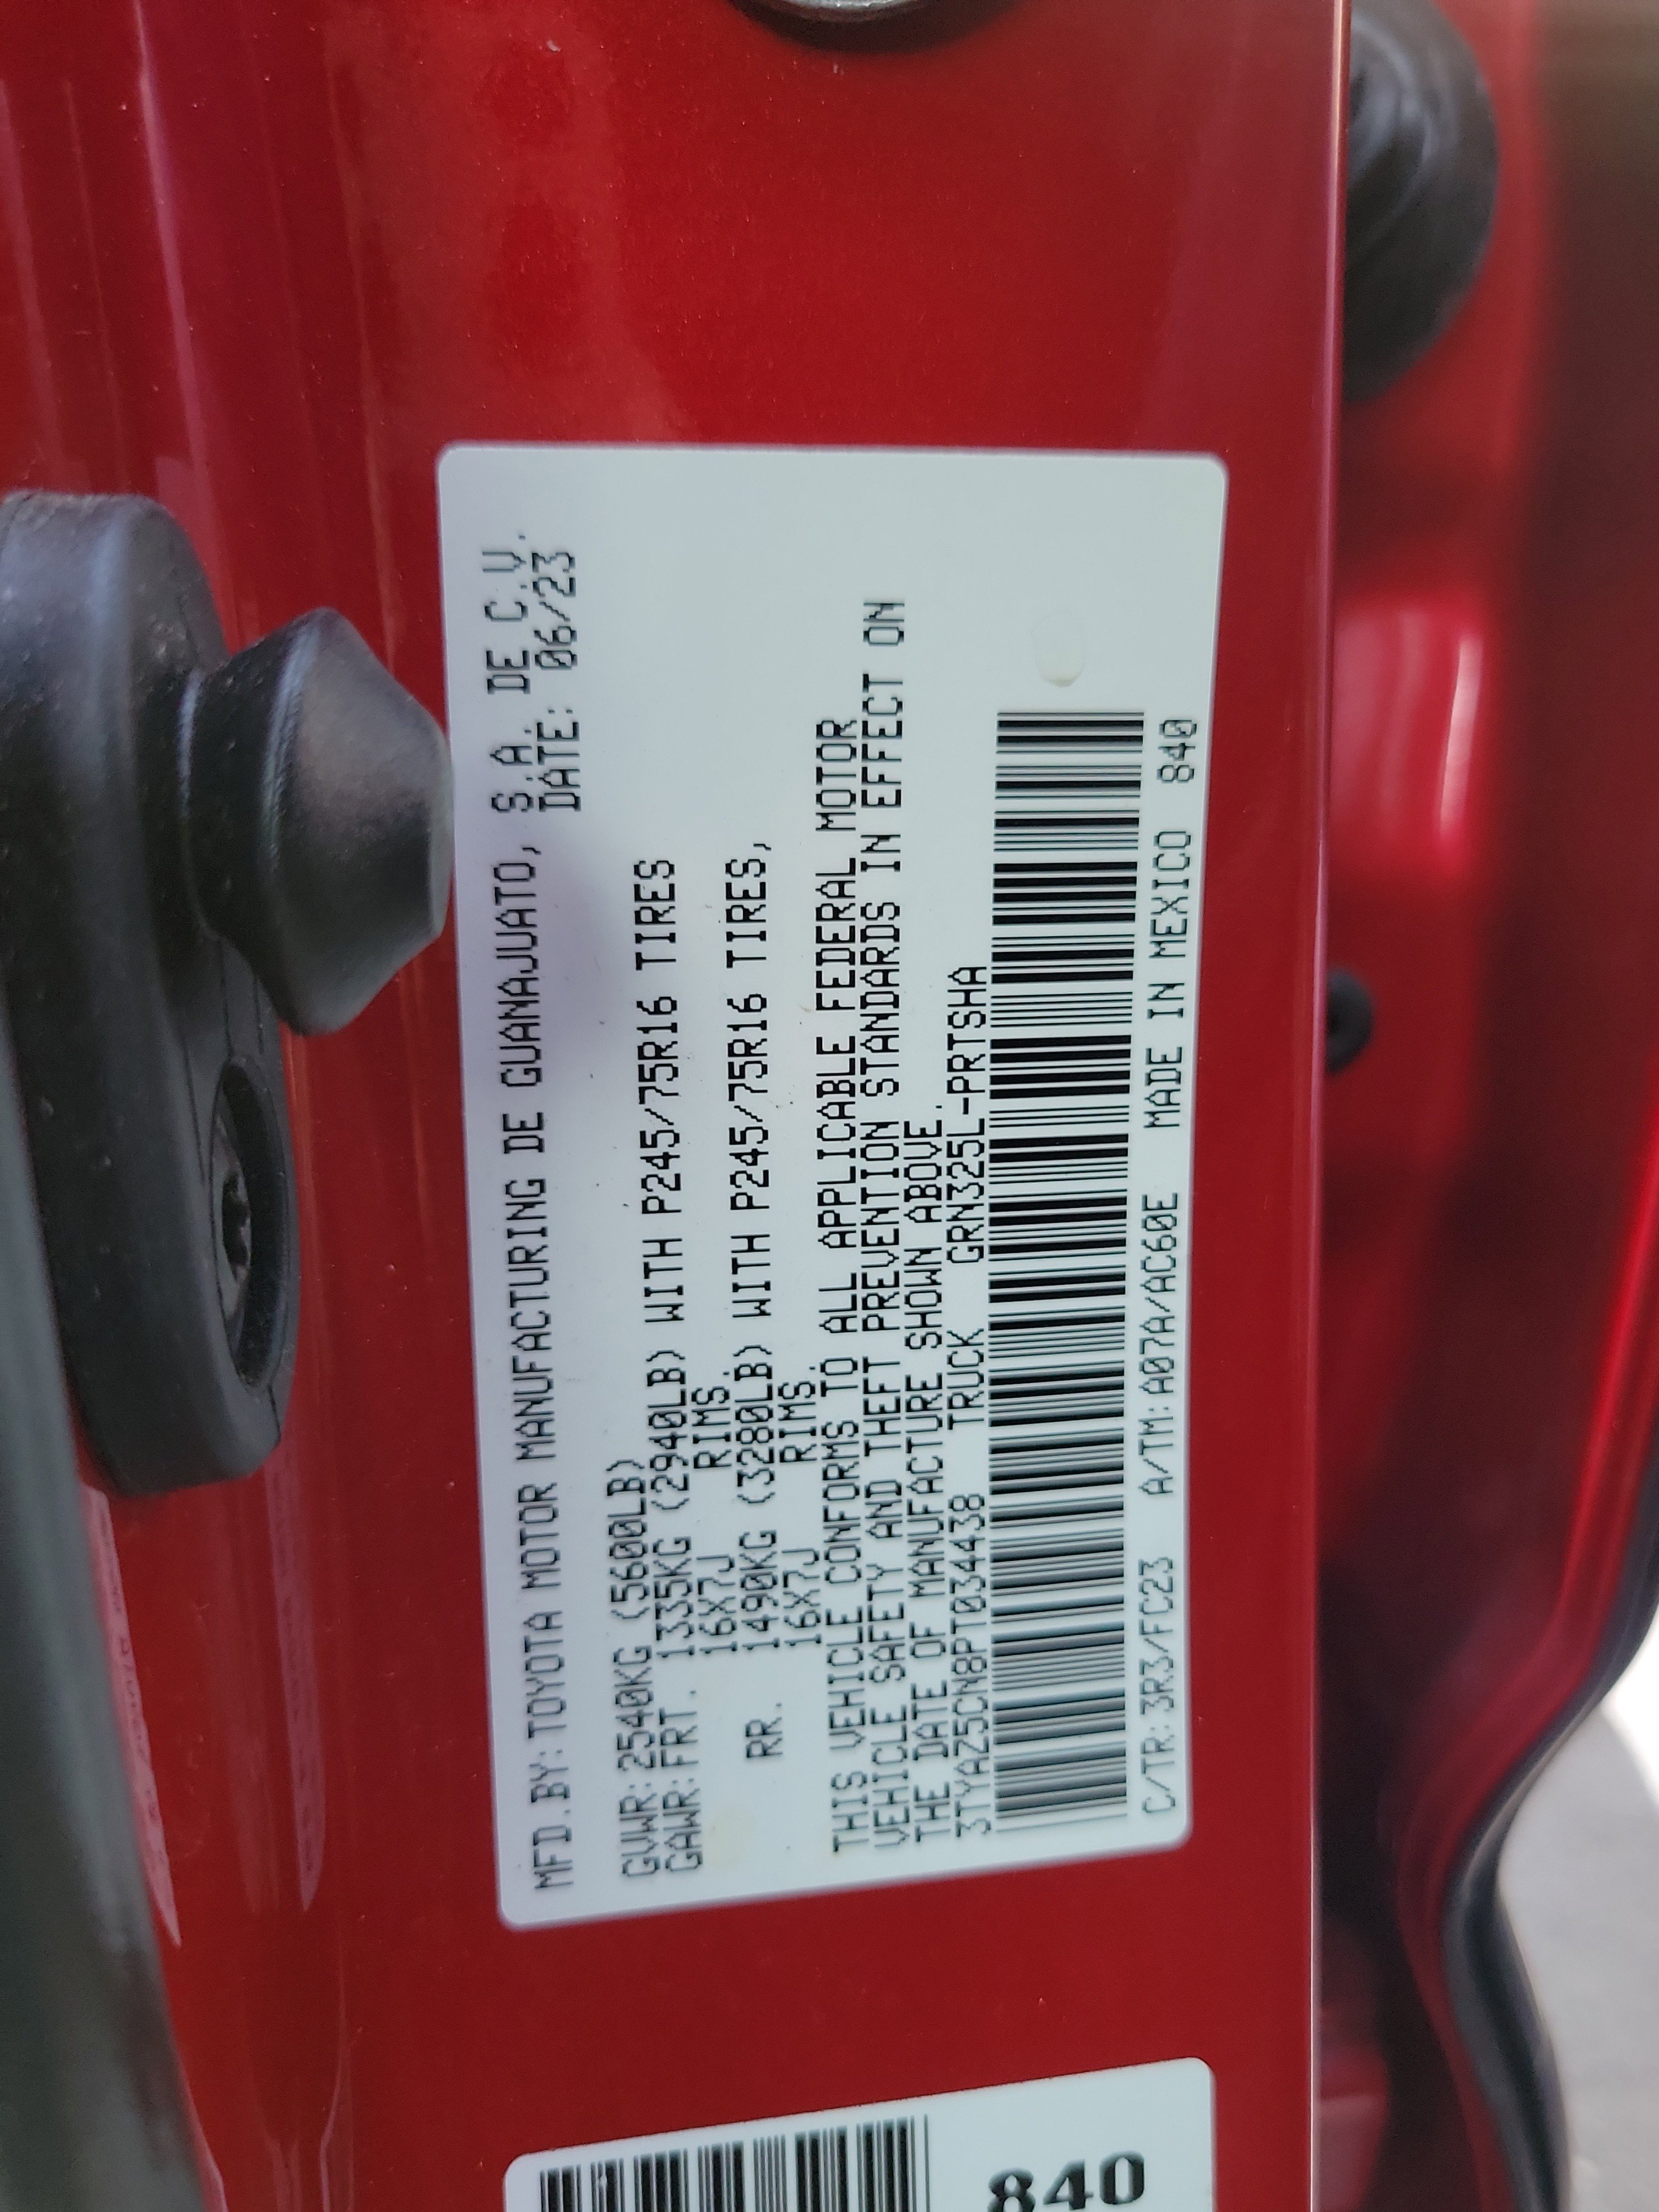 MFD.BY: TOYOTA MOTOR MANUFACTURING DE GUANAJUATO, S.A. DE C.V.
DATE: 06/23
GVWR: 2540KG (5600LB)
GAWR: FRT. 1335KG (2940LB) WITH P245/75R16 TIRES
16X7J RIMS.
RR. 1490KG (3280LB) WITH P245/75R16 TIRES,
16X7J RIMS.
THIS VEHICLE CONFORMS TO ALL APPLICABLE FEDERAL MOTOR
VEHICLE SAFETY AND THEFT PREVENTION STANDARDS IN EFFECT ON
THE DATE OF MANUFACTURE SHOWN ABOVE.
3TYAZ5CN8PT034438 TRUCK GRN325L-PRTSHA
C/TR: 3R3/FC23 A/TM: A07A/AC60E MADE IN MEXICO 840
840